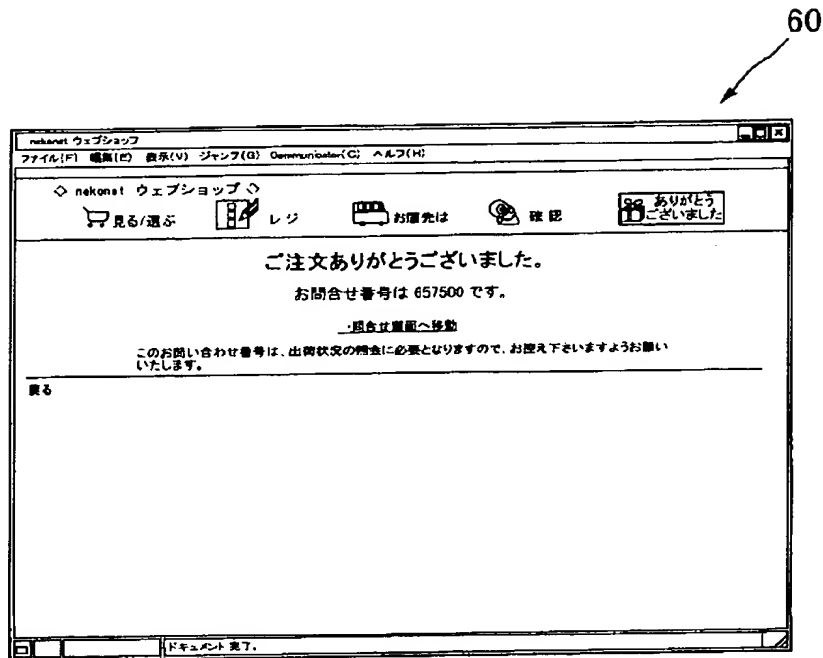 60
nekonet ウェブショップ
ファイル(F) 編集(E) 表示(V) ジャンプ(G) Communicator(C) ヘルプ(H)
◇ nekonet ウェブショップ ◇
見る/選ぶ レジ お届先は 確認 ありがとう
ございました
ご注文ありがとうございました。
お問合せ番号は 657500 です。
・問合せ画面へ移動
このお問い合わせ番号は、出荷状況の照会に必要となりますので、お控え下さいますようお願い
いたします。
戻る
ドキュメント 完了.